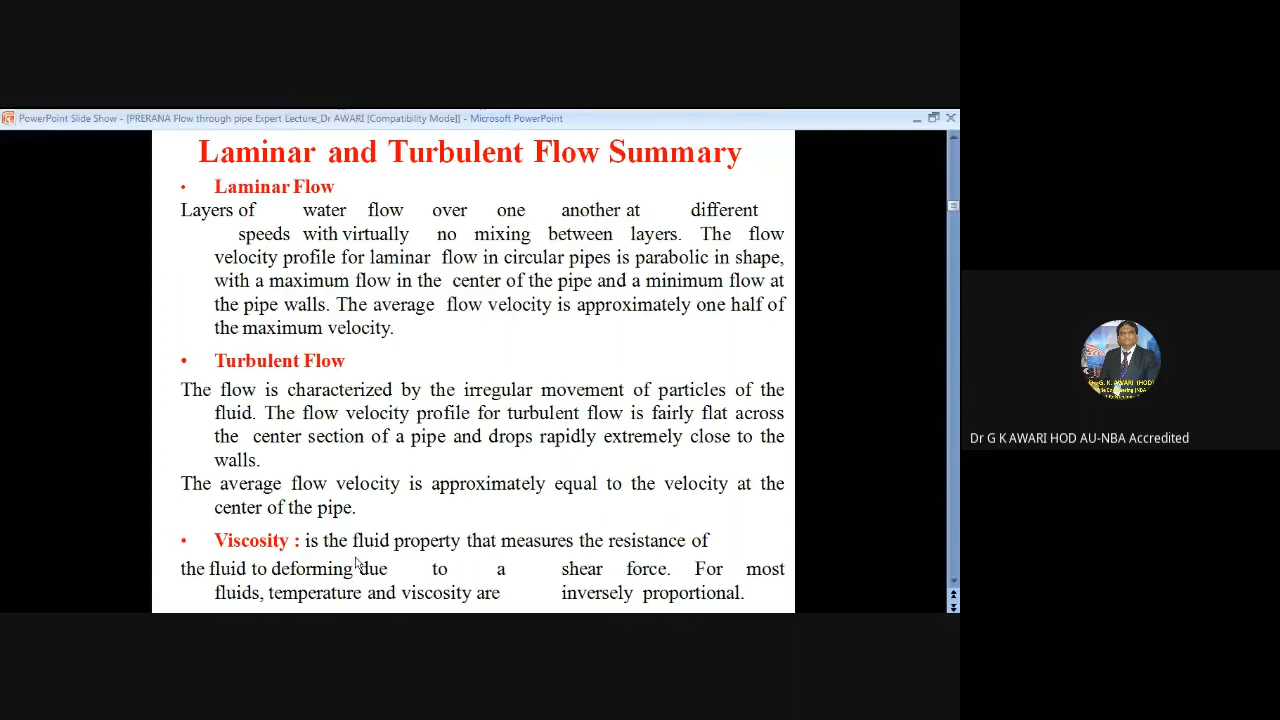 PowerPoint Slide Show - [PRERANA Flow through pipe Expert Lecture_Dr AWARI [Compatibility Mode]] - Microsoft PowerPoint
Laminar and Turbulent Flow Summary
• Laminar Flow
Layers of water flow over one another at different
speeds with virtually no mixing between layers. The flow
velocity profile for laminar flow in circular pipes is parabolic in shape,
with a maximum flow in the center of the pipe and a minimum flow at
the pipe walls. The average flow velocity is approximately one half of
the maximum velocity.
• Turbulent Flow
The flow is characterized by the irregular movement of particles of the
fluid. The flow velocity profile for turbulent flow is fairly flat across
the center section of a pipe and drops rapidly extremely close to the
walls.
The average flow velocity is approximately equal to the velocity at the
center of the pipe.
• Viscosity : is the fluid property that measures the resistance of
the fluid to deforming due to a shear force. For most
fluids, temperature and viscosity are inversely proportional.
G. K. AWARI (HOD)
Dr G K AWARI HOD AU-NBA Accredited